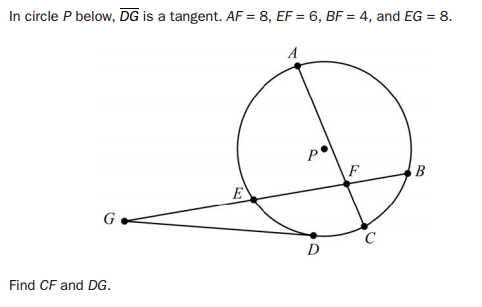 In circle P below, \overline{DG} is a tangent. AF = 8, EF = 6, BF = 4, and EG = 8.
A
P
F
B
E
G
C
D
Find CF and DG.